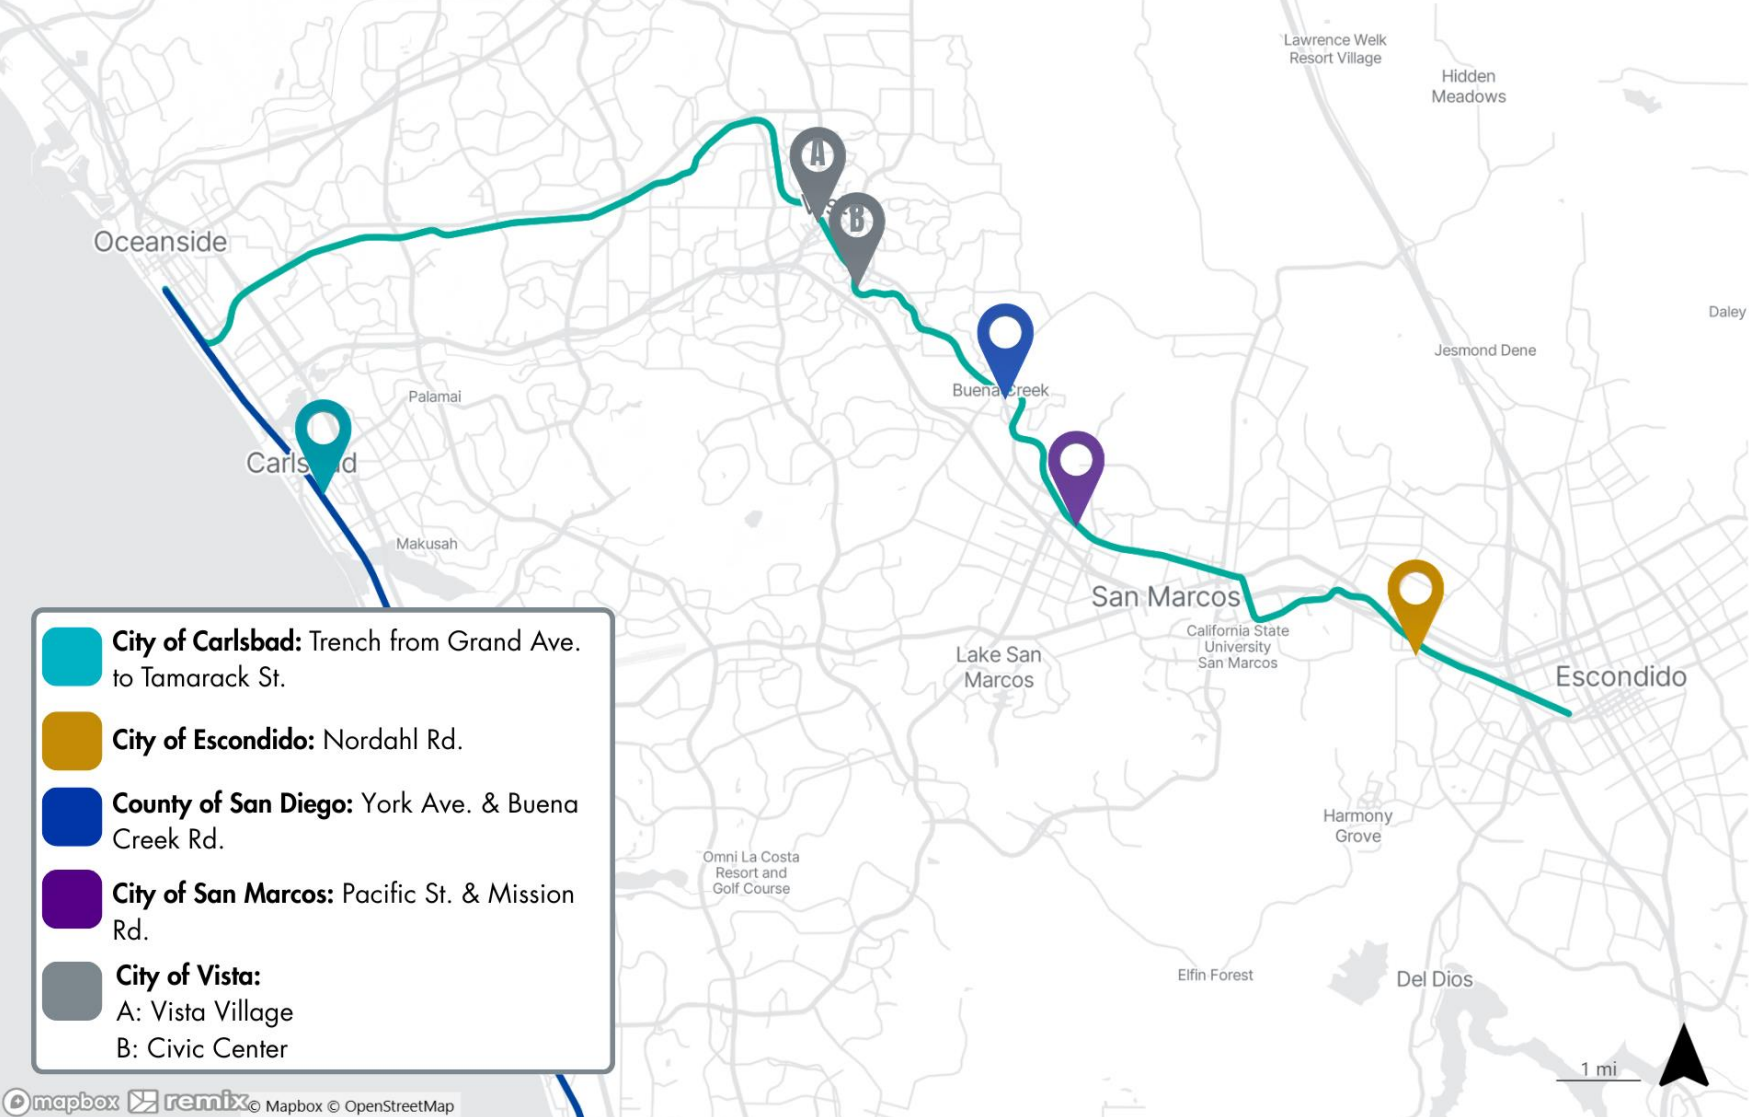 Lawrence Welk
Resort Village
Hidden
Meadows
A
B
Oceanside
Daley
Jesmond Dene
Palamai
Buena Creek
Makusah
San Marcos
California State
University
San Marcos
Lake San
Marcos
Escondido
City of Carlsbad: Trench from Grand Ave.
to Tamarack St.
City of Escondido: Nordahl Rd.
County of San Diego: York Ave. & Buena
Creek Rd.
City of San Marcos: Pacific St. & Mission
Rd.
City of Vista:
A: Vista Village
B: Civic Center
Harmony
Grove
Omni La Costa
Resort and
Golf Course
Elfin Forest
Del Dios
1 mi
mapbox remix © Mapbox © OpenStreetMap